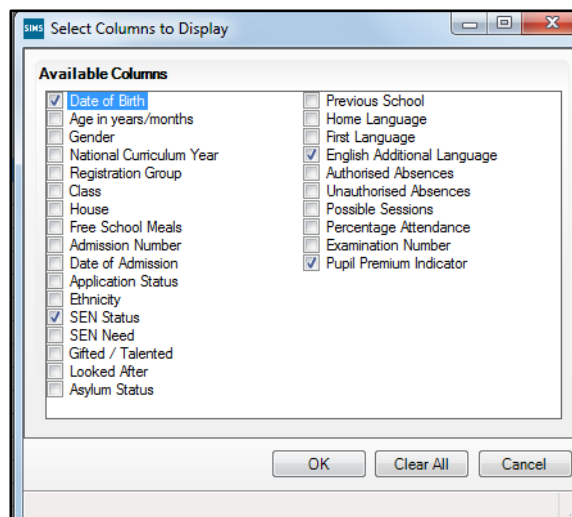 SIMS Select Columns to Display
Available Columns
Date of Birth
Age in years/months
Gender
National Curriculum Year
Registration Group
Class
House
Free School Meals
Admission Number
Date of Admission
Application Status
Ethnicity
SEN Status
SEN Need
Gifted / Talented
Looked After
Asylum Status
Previous School
Home Language
First Language
English Additional Language
Authorised Absences
Unauthorised Absences
Possible Sessions
Percentage Attendance
Examination Number
Pupil Premium Indicator
OK Clear All Cancel